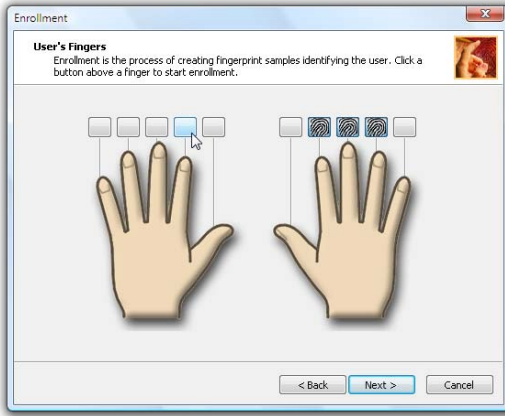 Enrollment
User's Fingers
Enrollment is the process of creating fingerprint samples identifying the user. Click a
button above a finger to start enrollment.
< Back Next > Cancel